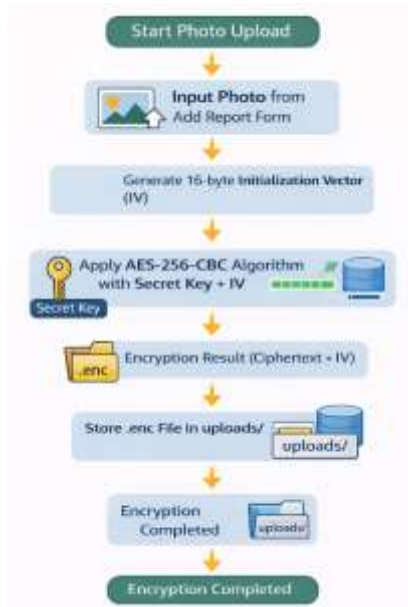 Start Photo Upload
Input Photo from
Add Report Form
Generate 16-byte Initialization Vector
(IV)
Apply AES-256-CBC Algorithm
with Secret Key + IV
Secret Key
.enc
Encryption Result (Ciphertext + IV)
Store .enc File in uploads/
uploads/
Encryption
Completed
uploads/
Encryption Completed